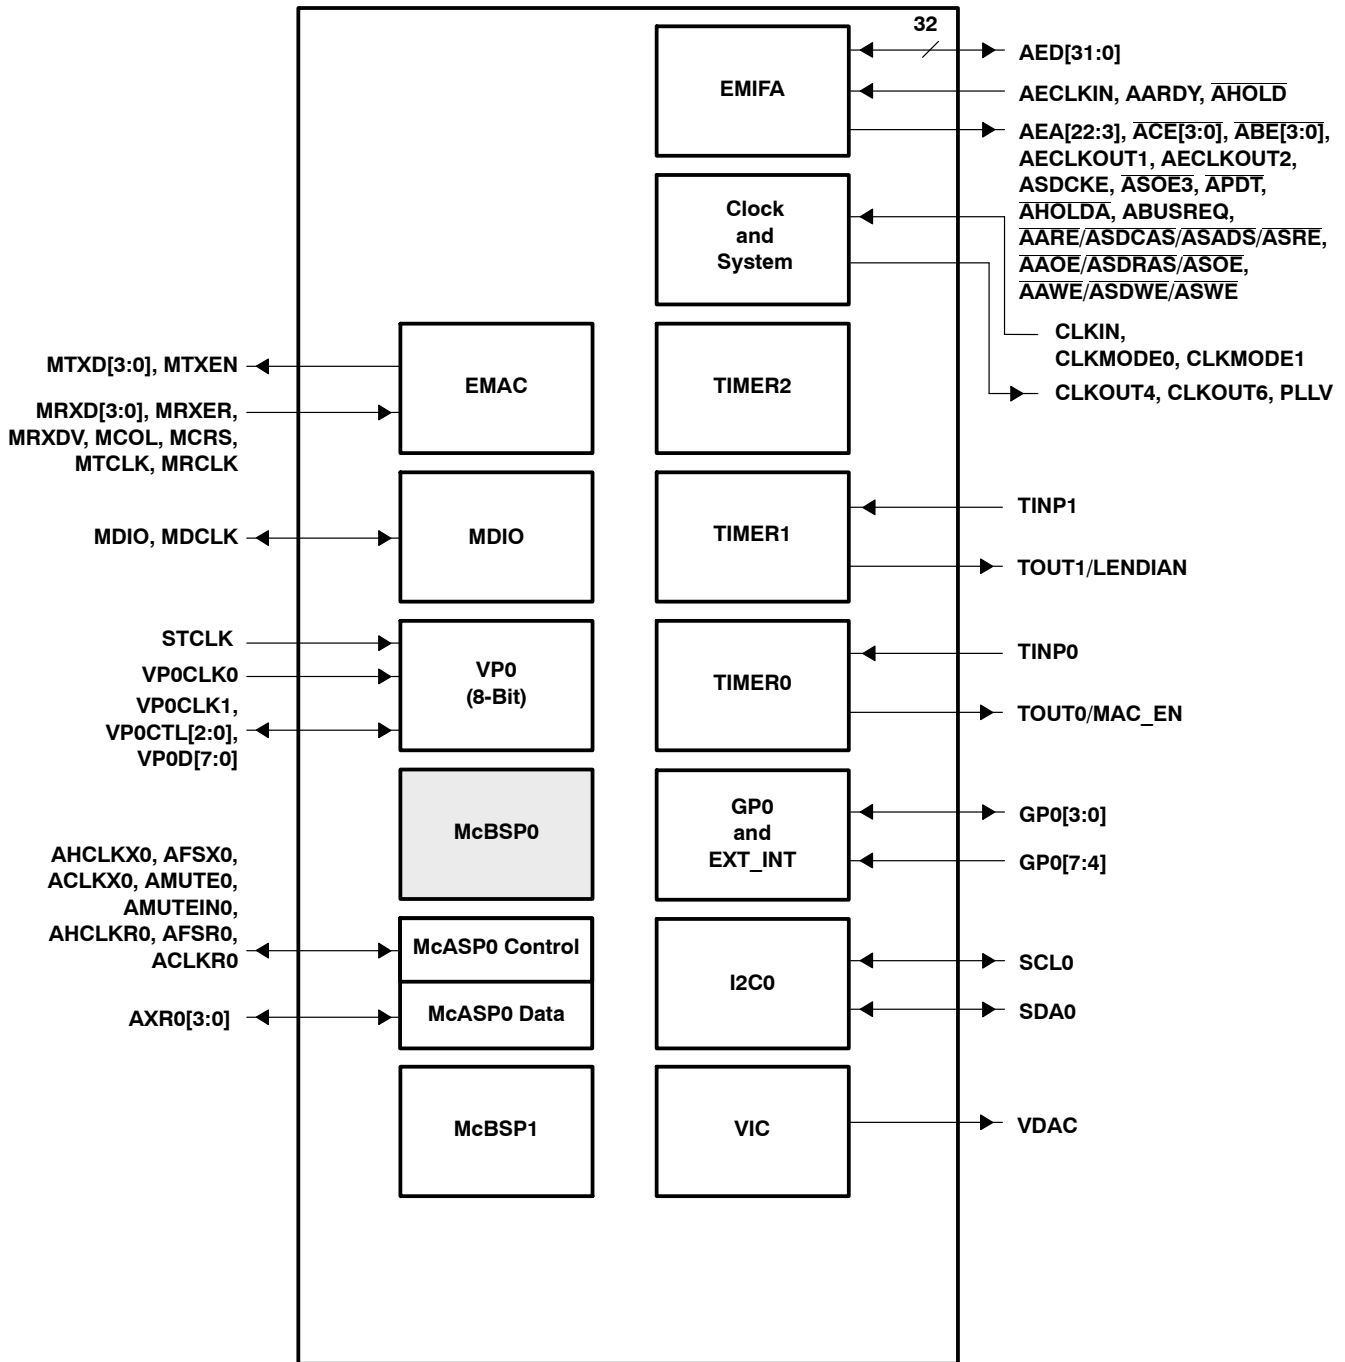 32
EMIFA
AED[31:0]
AECLKIN, AARDY, AHOLD
AEA[22:3], ACE[3:0], ABE[3:0],
AECLKOUT1, AECLKOUT2,
ASDCKE, ASOE3, APDT,
AHOLDA, ABUSREQ,
AARE/ASDCAS/ASADS/ASRE,
AAOE/ASDRAS/ASOE,
AAWE/ASDWE/ASWE
Clock
and
System
CLKIN,
CLKMODE0, CLKMODE1
CLKOUT4, CLKOUT6, PLLV
MTXD[3:0], MTXEN
MRXD[3:0], MRXER,
MRXDV, MCOL, MCRS,
MTCLK, MRCLK
EMAC
TIMER2
MDIO, MDCLK
MDIO
TIMER1
TINP1
TOUT1/LENDIAN
STCLK
VP0CLK0
VP0CLK1,
VP0CTL[2:0],
VP0D[7:0]
VP0
(8-Bit)
TIMER0
TINP0
TOUT0/MAC_EN
McBSP0
GP0
and
EXT_INT
GP0[3:0]
GP0[7:4]
AHCLKX0, AFSX0,
ACLKX0, AMUTE0,
AMUTEIN0,
AHCLKR0, AFSR0,
ACLKR0
McASP0 Control
AXR0[3:0]
McASP0 Data
I2C0
SCL0
SDA0
McBSP1
VIC
VDAC